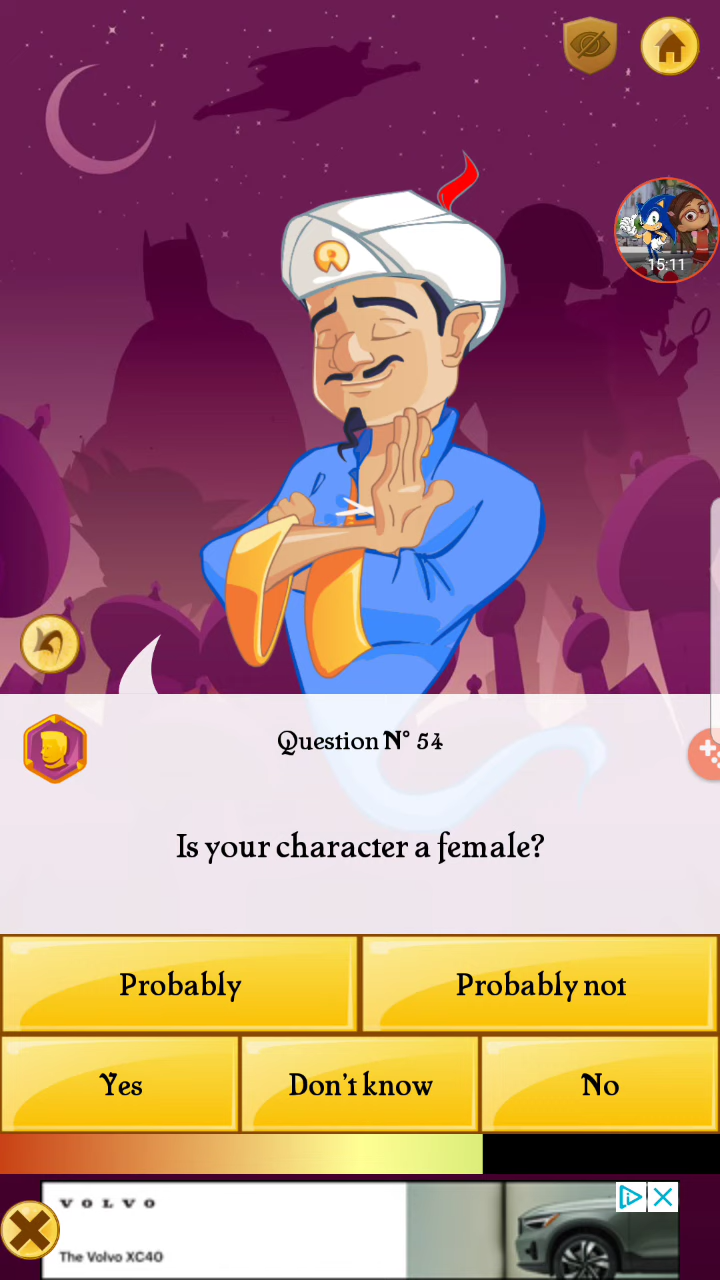 15:11
Question N° 54
Is your character a female?
Probably
Probably not
Yes
Don't know
No
VOLVO
The Volvo XC40